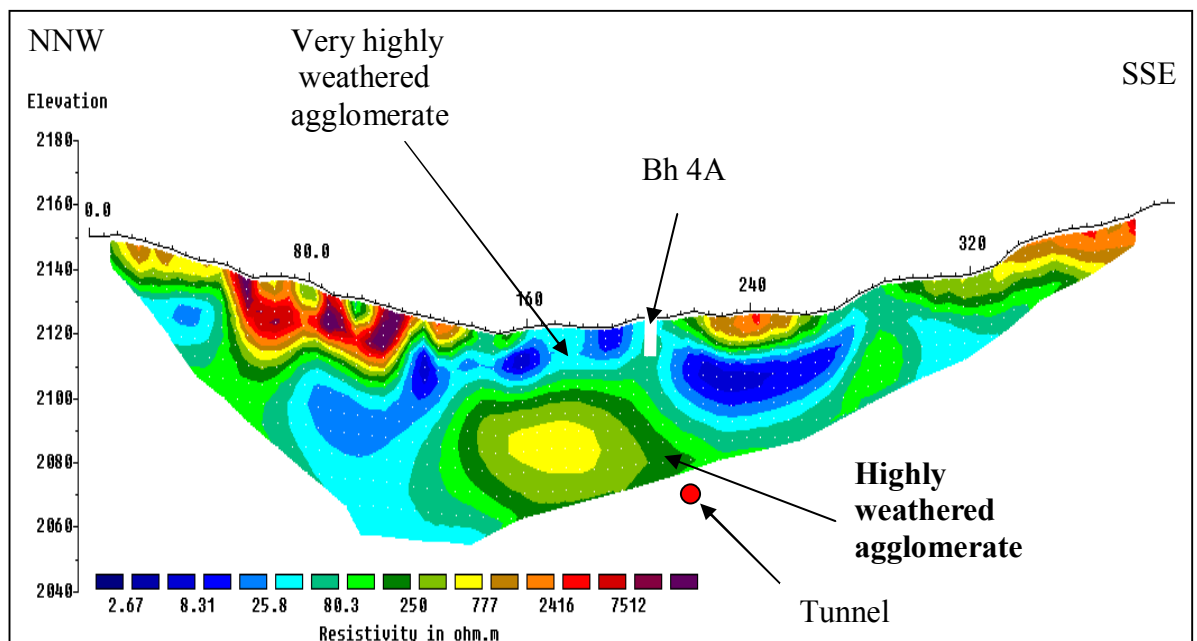 NNW
Very highly
weathered
agglomerate
SSE
Elevation
Bh 4A
2180
2160
2140
2120
2100
2080
2060
2040
0.0
80.0
160
240
320
Highly
weathered
agglomerate
Tunnel
2.67 8.31 25.8 80.3 250 777 2416 7512
Resistivity in ohm.m